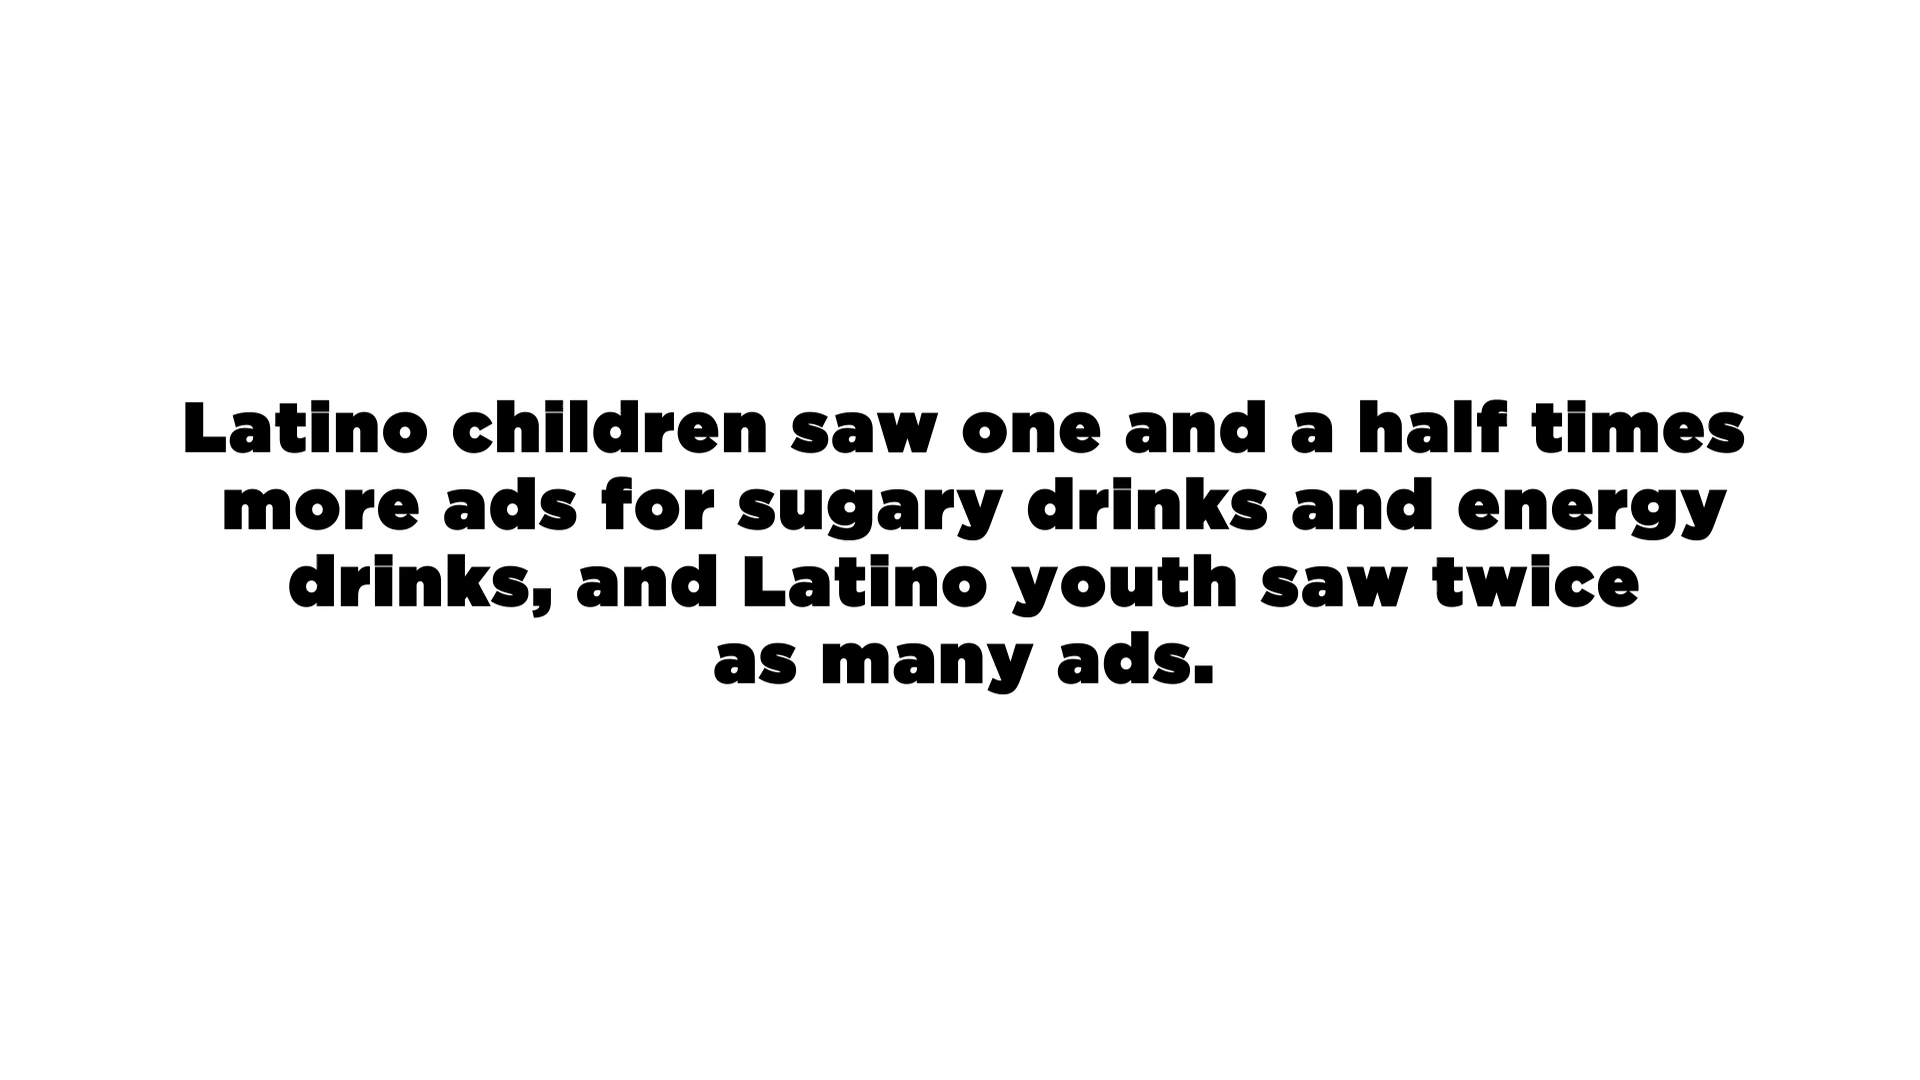 Latino children saw one and a half times
more ads for sugary drinks and energy
drinks, and Latino youth saw twice
as many ads.